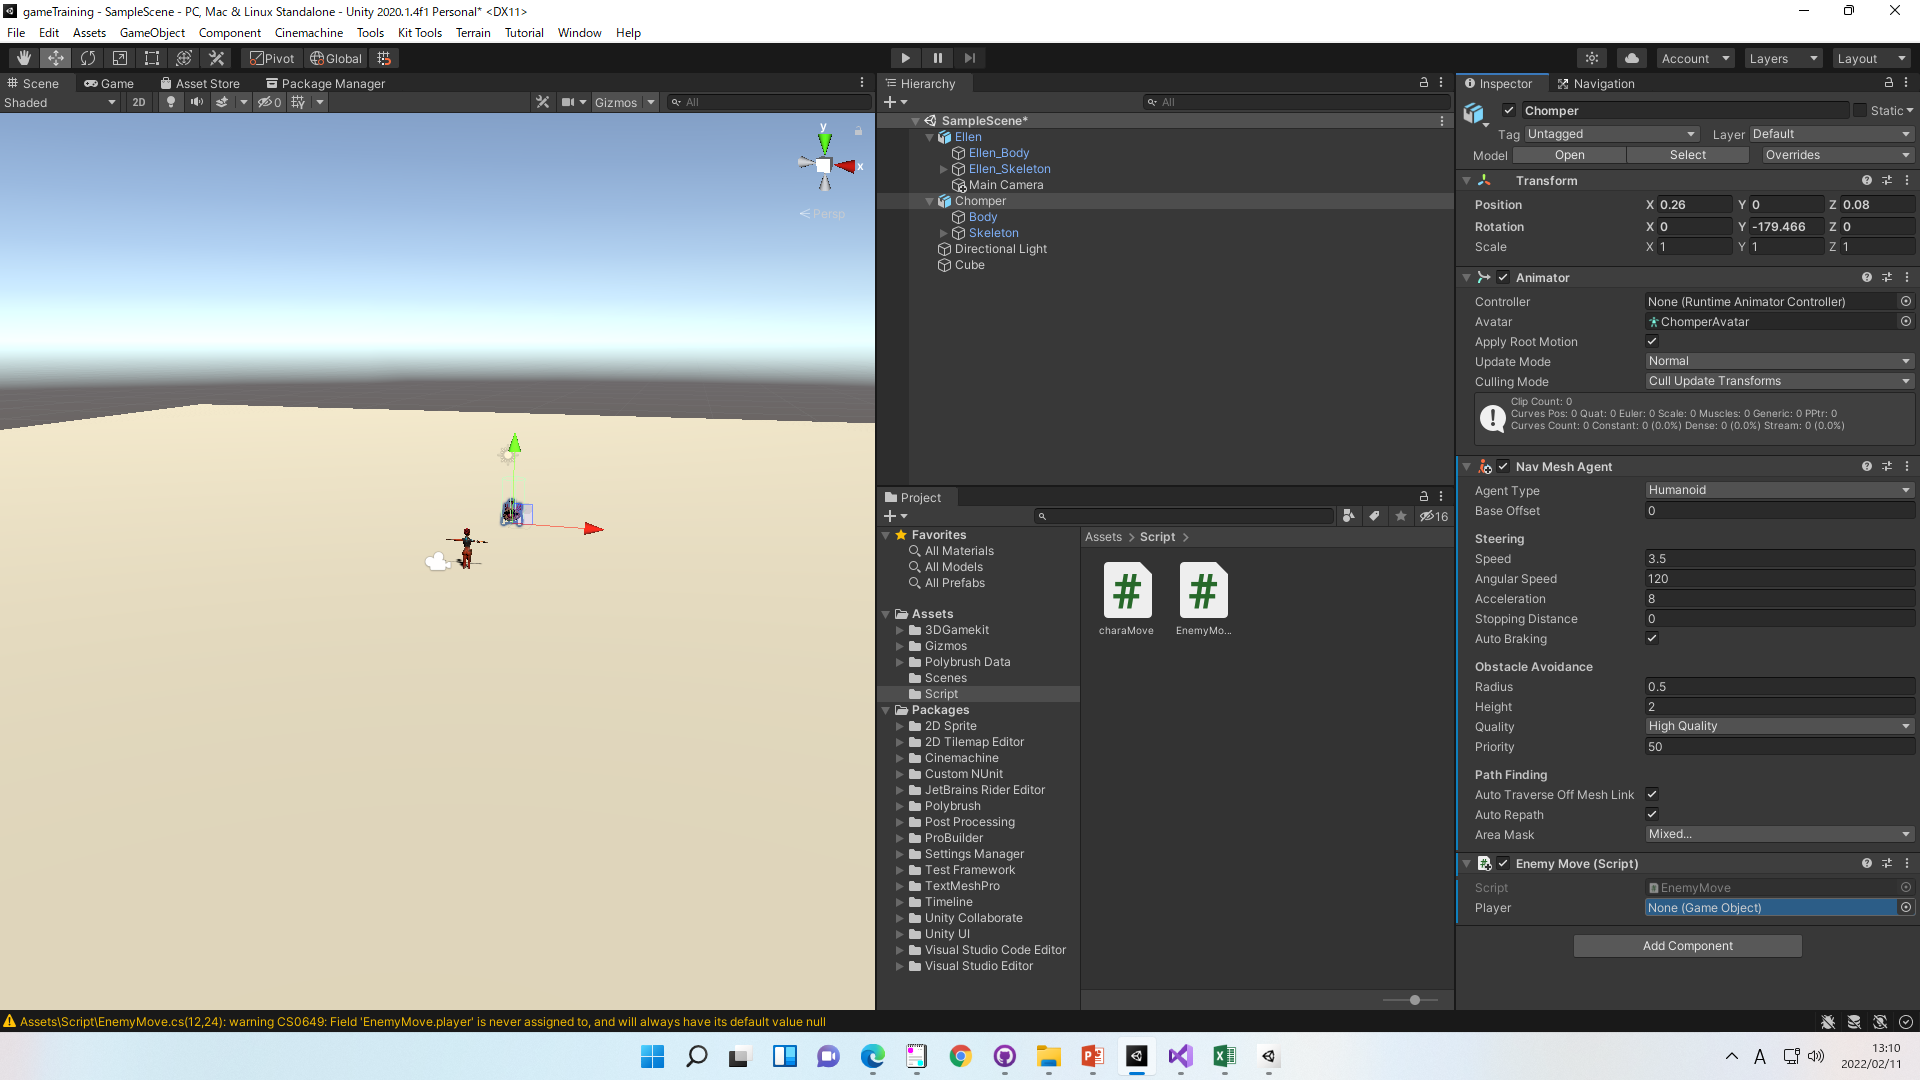 gameTraining - SampleScene - PC, Mac & Linux Standalone - Unity 2020.1.4f1 Personal* <DX11>
File Edit Assets GameObject Component Cinemachine Tools Kit Tools Terrain Tutorial Window Help
Pivot Global Account Layers Layout
Scene Game Asset Store Package Manager
Shaded 2D 0 Gizmos All
y
x
Persp
Hierarchy
All
SampleScene*
Ellen
Ellen_Body
Ellen_Skeleton
Main Camera
Chomper
Body
Skeleton
Directional Light
Cube
Project
16
Favorites
All Materials
All Models
All Prefabs
Assets
3DGamekit
Gizmos
Polybrush Data
Scenes
Script
Packages
2D Sprite
2D Tilemap Editor
Cinemachine
Custom NUnit
JetBrains Rider Editor
Polybrush
Post Processing
ProBuilder
Settings Manager
Test Framework
TextMeshPro
Timeline
Unity Collaborate
Unity UI
Visual Studio Code Editor
Visual Studio Editor
Assets > Script >
# #
charaMove EnemyMo...
Inspector Navigation
Chomper Static
Tag Untagged Layer Default
Model Open Select Overrides
Transform
Position X 0.26 Y 0 Z 0.08
Rotation X 0 Y -179.466 Z 0
Scale X 1 Y 1 Z 1
Animator
Controller None (Runtime Animator Controller)
Avatar ChomperAvatar
Apply Root Motion
Update Mode Normal
Culling Mode Cull Update Transforms
Clip Count: 0
Curves Pos: 0 Quat: 0 Euler: 0 Scale: 0 Muscles: 0 Generic: 0 PPtr: 0
Curves Count: 0 Constant: 0 (0.0%) Dense: 0 (0.0%) Stream: 0 (0.0%)
Nav Mesh Agent
Agent Type Humanoid
Base Offset 0
Steering
Speed 3.5
Angular Speed 120
Acceleration 8
Stopping Distance 0
Auto Braking
Obstacle Avoidance
Radius 0.5
Height 2
Quality High Quality
Priority 50
Path Finding
Auto Traverse Off Mesh Link
Auto Repath
Area Mask Mixed...
Enemy Move (Script)
Script EnemyMove
Player None (Game Object)
Add Component
Assets\Script\EnemyMove.cs(12,24): warning CS0649: Field 'EnemyMove.player' is never assigned to, and will always have its default value null
A 13:10
2022/02/11